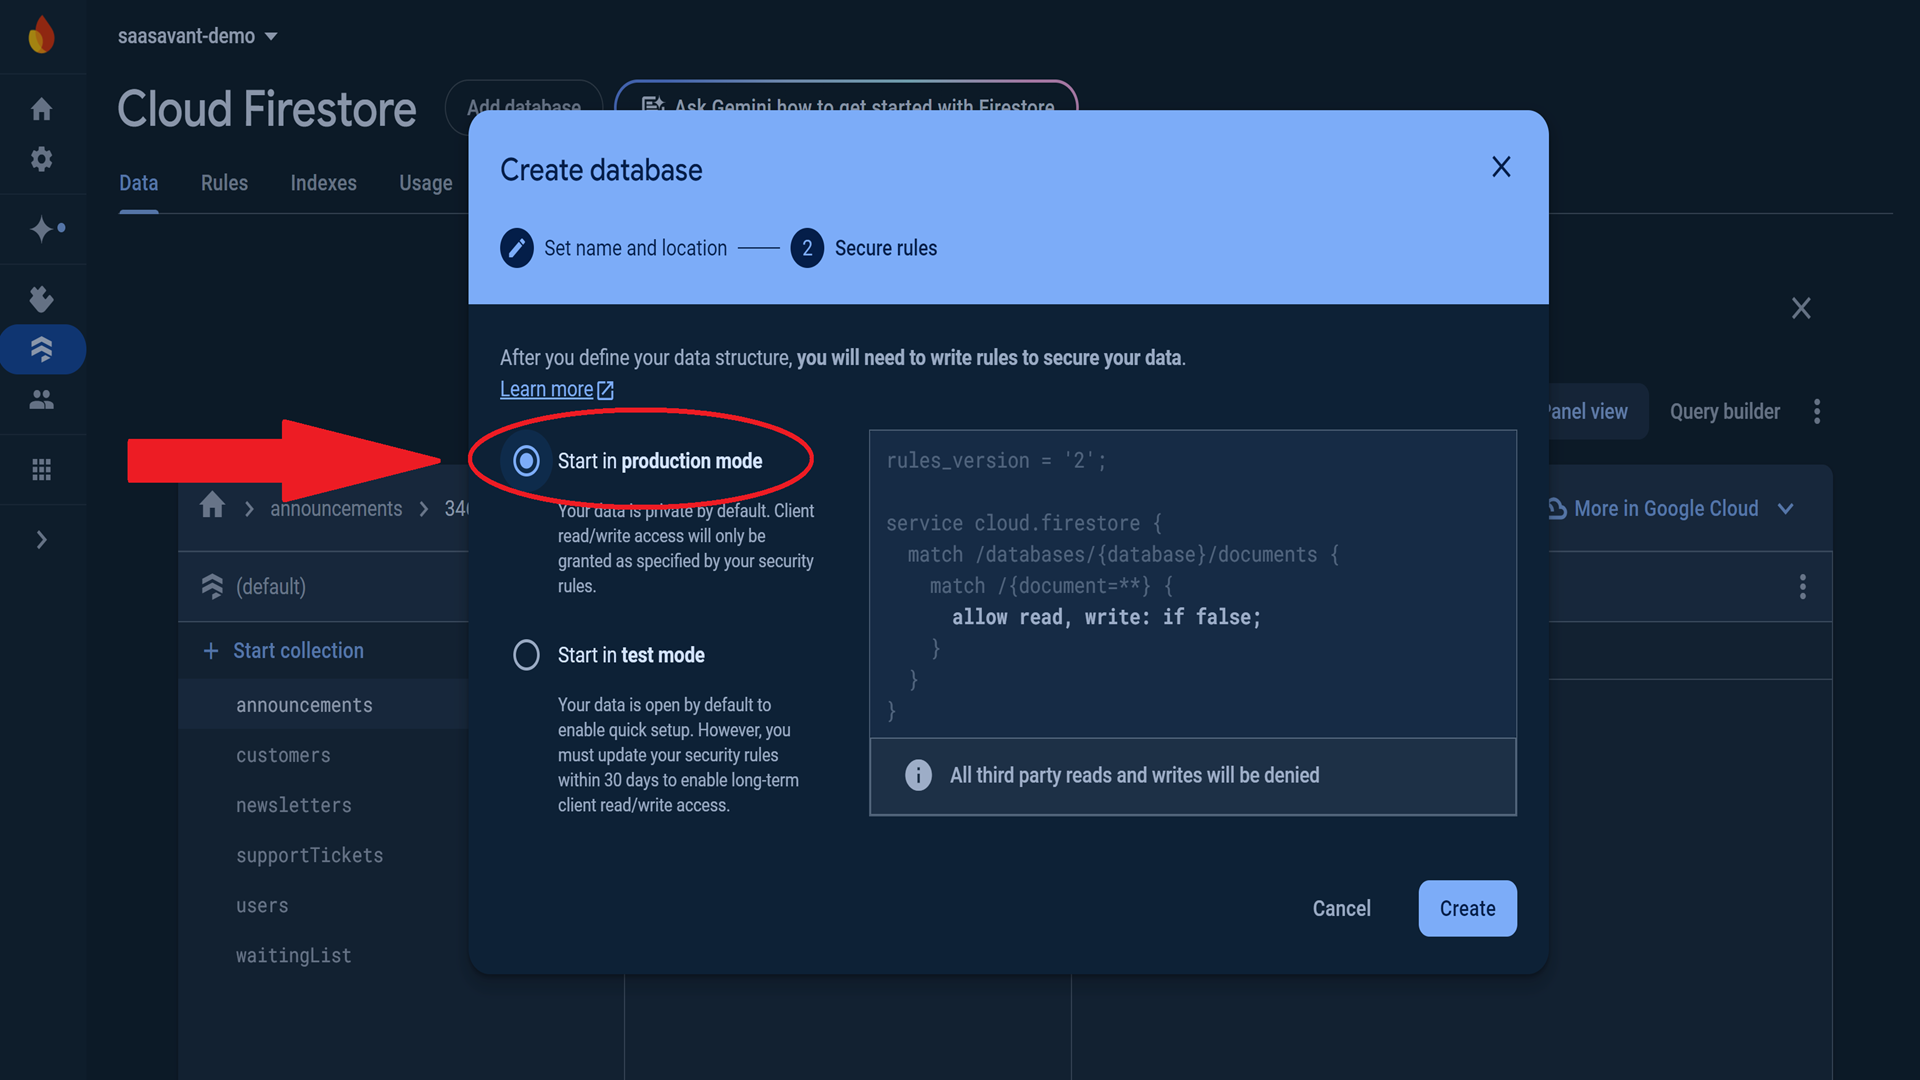 saasavant-demo
Cloud Firestore
Add database
Ask Gemini how to get started with Firestore
Data
Rules
Indexes
Usage
Create database
Set name and location
2
Secure rules
After you define your data structure, you will need to write rules to secure your data.
Learn more
Start in production mode
Your data is private by default. Client
read/write access will only be
granted as specified by your security
rules.
Start in test mode
Your data is open by default to
enable quick setup. However, you
must update your security rules
within 30 days to enable long-term
client read/write access.
rules_version = '2';
service cloud.firestore {
match /databases/{database}/documents {
match /{document=**} {
allow read, write: if false;
}
}
}
All third party reads and writes will be denied
Cancel
Create
view
Query builder
announcements
More in Google Cloud
(default)
+ Start collection
announcements
customers
newsletters
supportTickets
users
waitingList